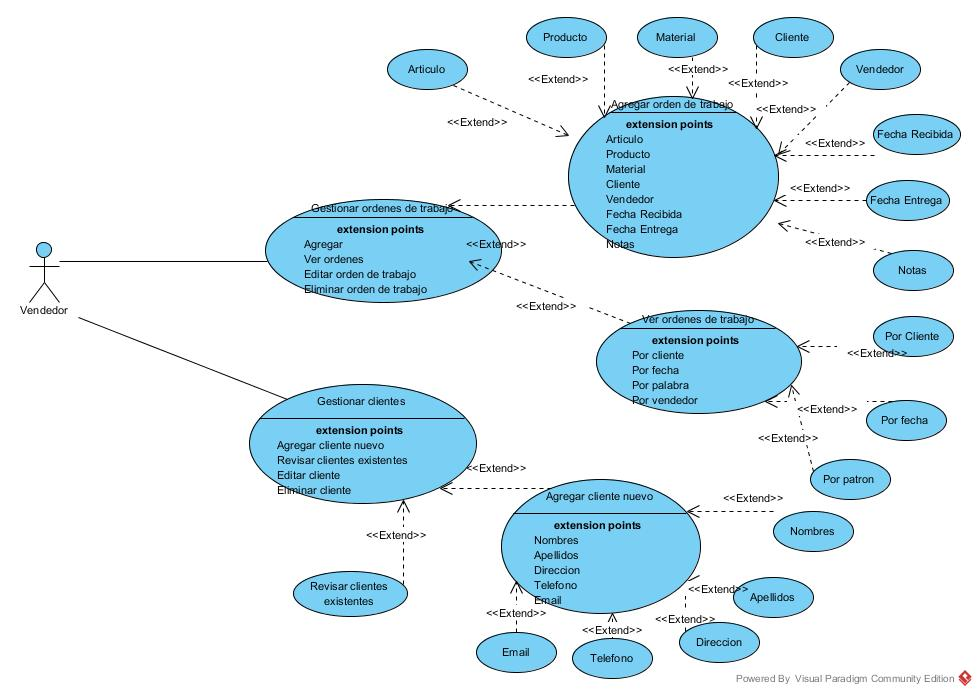 Producto
Material
Cliente
Articulo
Vendedor
<<Extend>>
<<Extend>>
<<Extend>>
<<Extend>>
<<Extend>>
Agregar orden de trabajo
extension points
Articulo
Producto
Material
Cliente
Vendedor
Fecha Recibida
Fecha Entrega
Notas
Fecha Recibida
<<Extend>>
<<Extend>>
Fecha Entrega
<<Extend>>
Notas
Gestionar ordenes de trabajo
extension points
Agregar
Ver ordenes
Editar orden de trabajo
Eliminar orden de trabajo
<<Extend>>
<<Extend>>
Vendedor
Ver ordenes de trabajo
extension points
Por cliente
Por fecha
Por palabra
Por vendedor
Por Cliente
<<Extend>>
<<Extend>>
Por fecha
<<Extend>>
Por patron
Gestionar clientes
extension points
Agregar cliente nuevo
Revisar clientes existentes
Editar cliente
Eliminar cliente
<<Extend>>
<<Extend>>
Revisar clientes
existentes
Agregar cliente nuevo
extension points
Nombres
Apellidos
Direccion
Telefono
Email
<<Extend>>
Nombres
<<Extend>>
Apellidos
<<Extend>>
Direccion
<<Extend>>
<<Extend>>
Email
Telefono
Powered By Visual Paradigm Community Edition